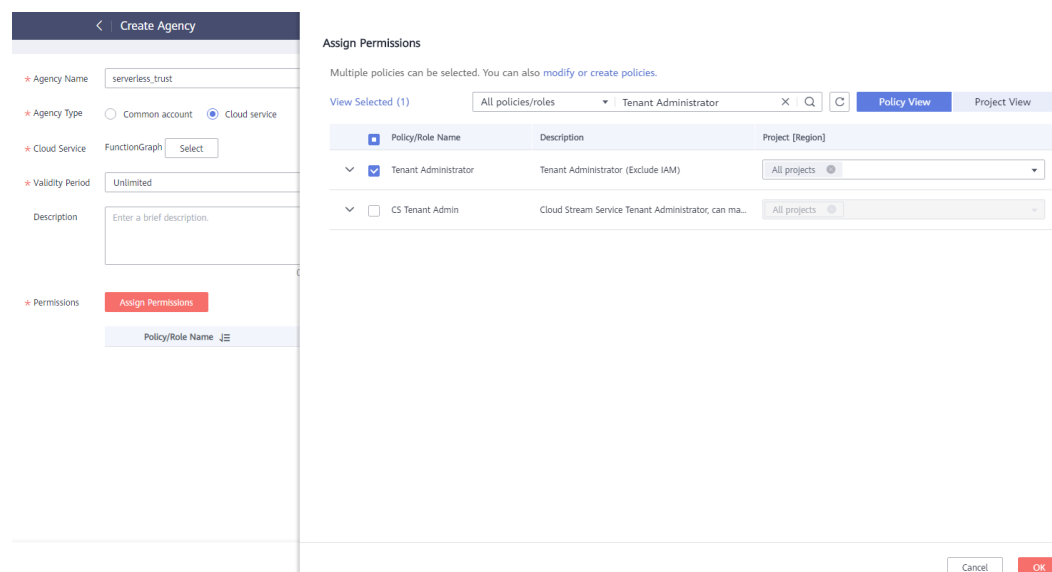 Create Agency
Agency Name serverless_trust
Agency Type Common account Cloud service
Cloud Service FunctionGraph Select
Validity Period Unlimited
Description Enter a brief description.
Permissions Assign Permissions
Policy/Role Name
Assign Permissions
Multiple policies can be selected. You can also modify or create policies.
View Selected (1) All policies/roles Tenant Administrator Policy View Project View
Policy/Role Name Description Project [Region]
Tenant Administrator Tenant Administrator (Exclude IAM) All projects
CS Tenant Admin Cloud Stream Service Tenant Administrator, can ma... All projects
Cancel OK